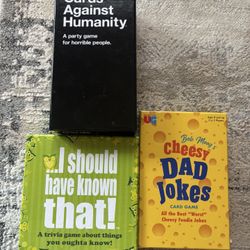 Cards Against
Humanity
A party game
for horrible people.
...I should
have known
that!
A trivia game about things
you oughta know!
UG
Bob Moog's
Cheesy
DAD
Jokes
CARD GAME
All the Best "Worst"
Cheesy Foodie Jokes